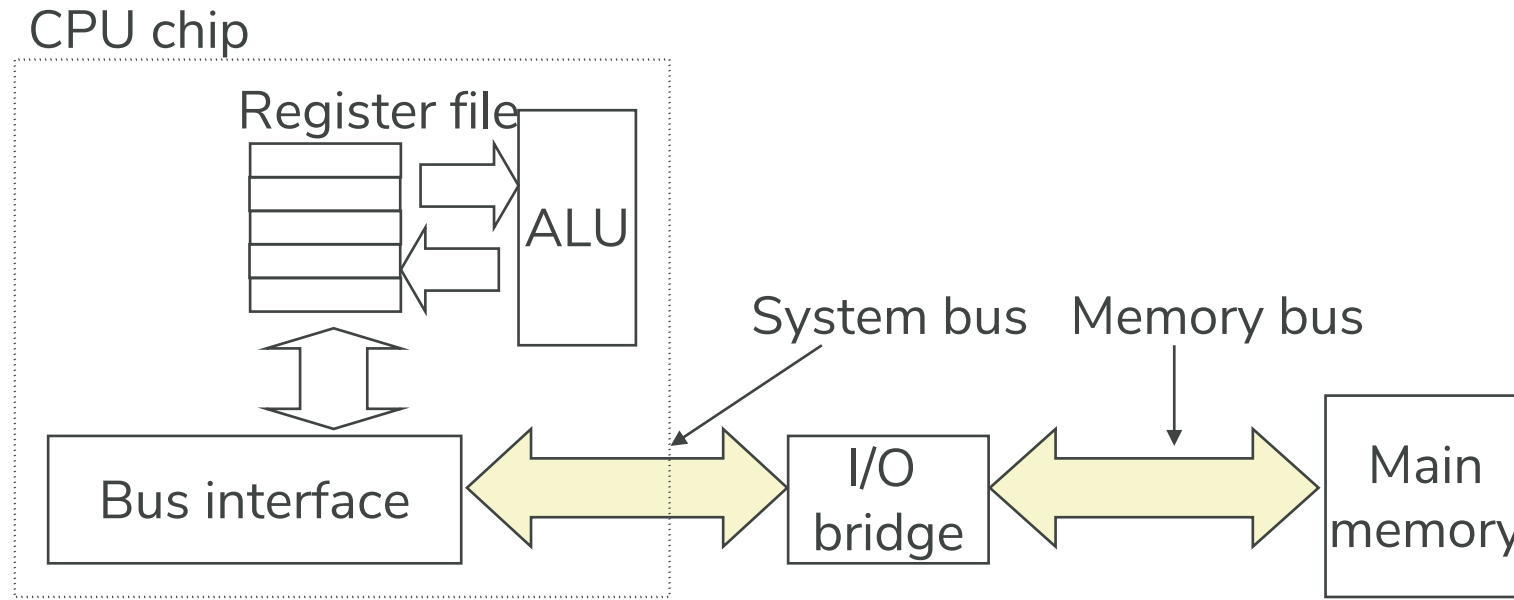 CPU chip
Register file
ALU
System bus
Memory bus
Bus interface
I/O
bridge
Main
memory